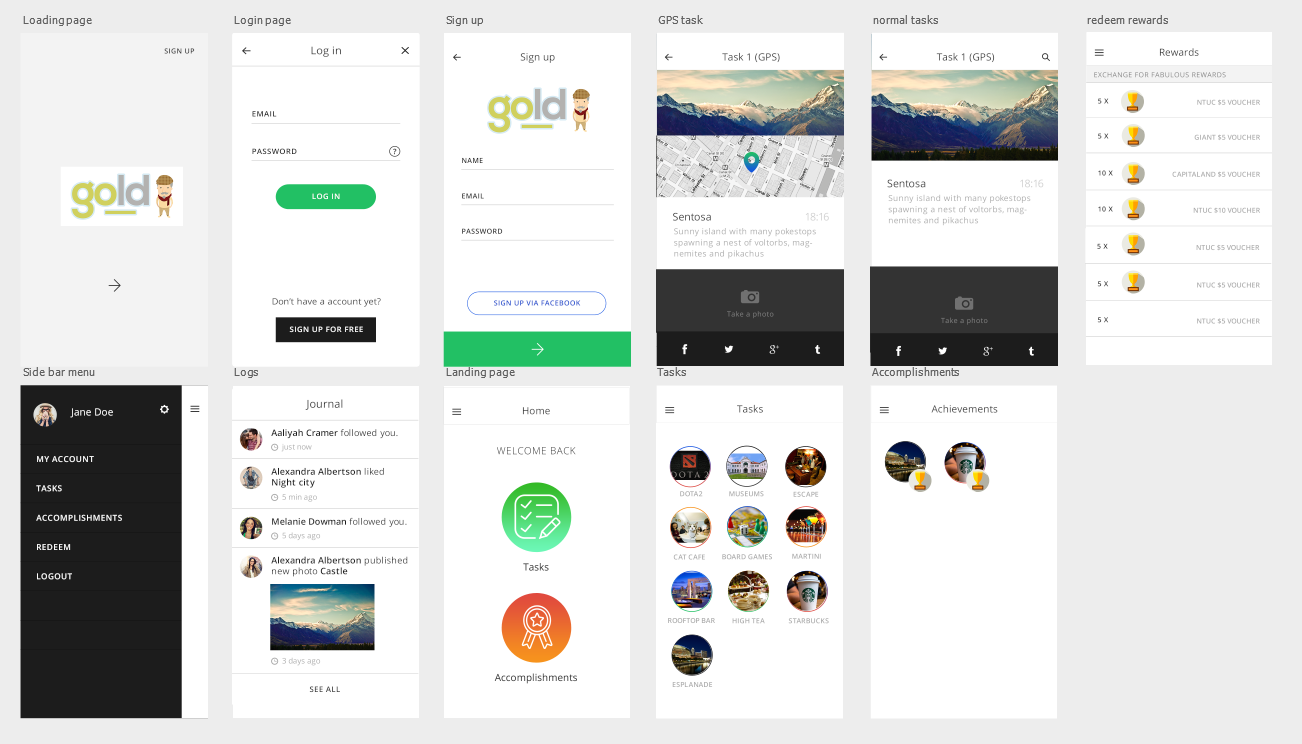 Loading page
SIGN UP
gold
Login page
Log in
EMAIL
PASSWORD
?
LOG IN
Don't have a account yet?
SIGN UP FOR FREE
Sign up
Sign up
gold
NAME
EMAIL
PASSWORD
SIGN UP VIA FACEBOOK
GPS task
Task 1 (GPS)
Sentosa 18:16
Sunny island with many pokestops
spawning a nest of voltorbs, mag-
nemites and pikachus
Take a photo
f g+ t
normal tasks
Task 1 (GPS)
Sentosa 18:16
Sunny island with many pokestops
spawning a nest of voltorbs, mag-
nemites and pikachus
Take a photo
f g+ t
redeem rewards
Rewards
EXCHANGE FOR FABULOUS REWARDS
5 X NTUC $5 VOUCHER
5 X GIANT $5 VOUCHER
10 X CAPITALAND $5 VOUCHER
10 X NTUC $10 VOUCHER
5 X NTUC $5 VOUCHER
5 X NTUC $5 VOUCHER
5 X NTUC $5 VOUCHER
Side bar menu
Jane Doe
MY ACCOUNT
TASKS
ACCOMPLISHMENTS
REDEEM
LOGOUT
Logs
Journal
Aaliyah Cramer followed you.
just now
Alexandra Albertson liked
Night city
5 min ago
Melanie Dowman followed you.
5 days ago
Alexandra Albertson published
new photo Castle
3 days ago
SEE ALL
Landing page
Home
WELCOME BACK
Tasks
Accomplishments
Tasks
Tasks
DOTA 2
DOTA2 MUSEUMS ESCAPE
CAT CAFE BOARD GAMES MARTINI
ROOFTOP BAR HIGH TEA STARBUCKS
ESPLANADE
Accomplishments
Achievements